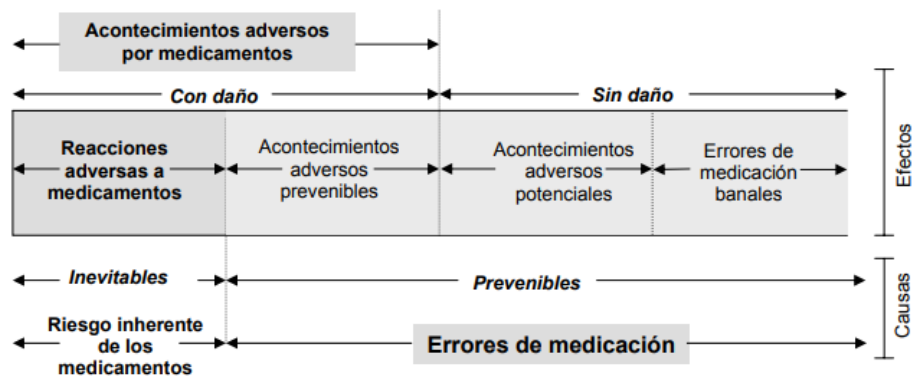 Acontecimientos adversos
por medicamentos
Con daño
Sin daño
Reacciones
adversas a
medicamentos
Acontecimientos
adversos
prevenibles
Acontecimientos
adversos
potenciales
Errores de
medicación
banales
Efectos
Inevitables
Prevenibles
Riesgo inherente
de los
medicamentos
Errores de medicación
Causas